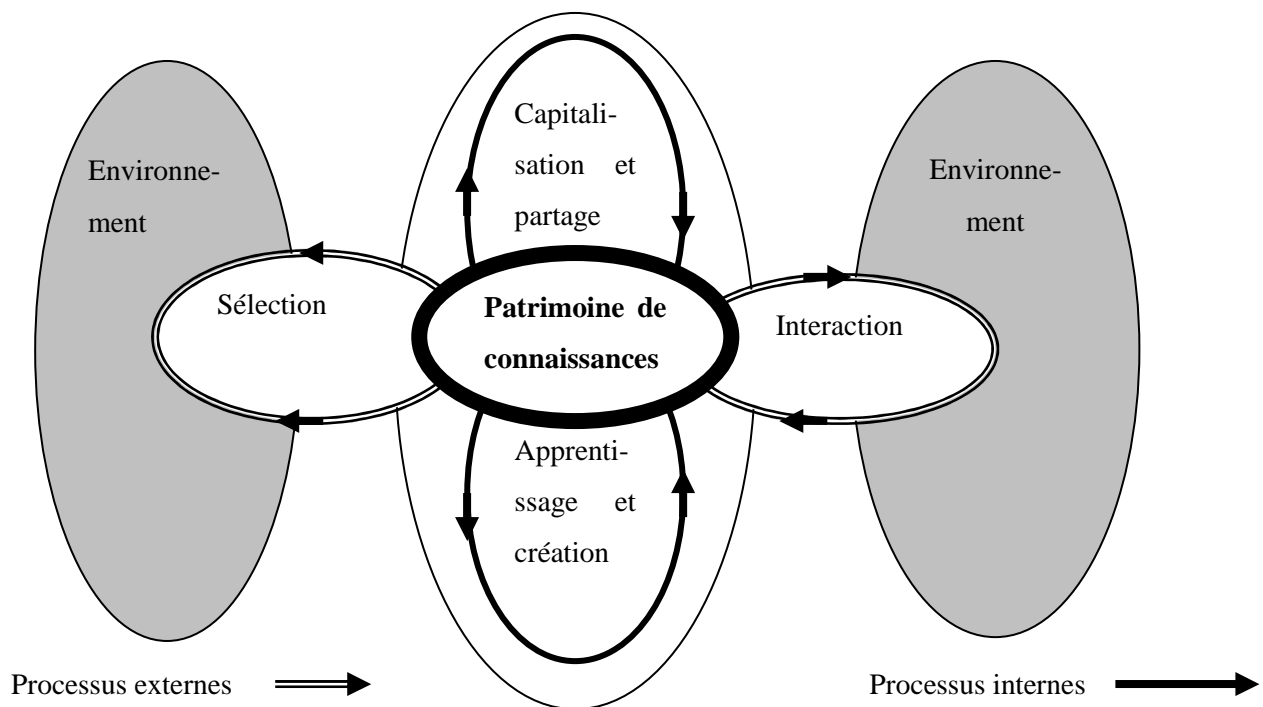 Capitali-
sation et
partage
Environne-
ment
Environne-
ment
Sélection
Patrimoine de
connaissances
Interaction
Apprenti-
ssage et
création
Processus externes
Processus internes